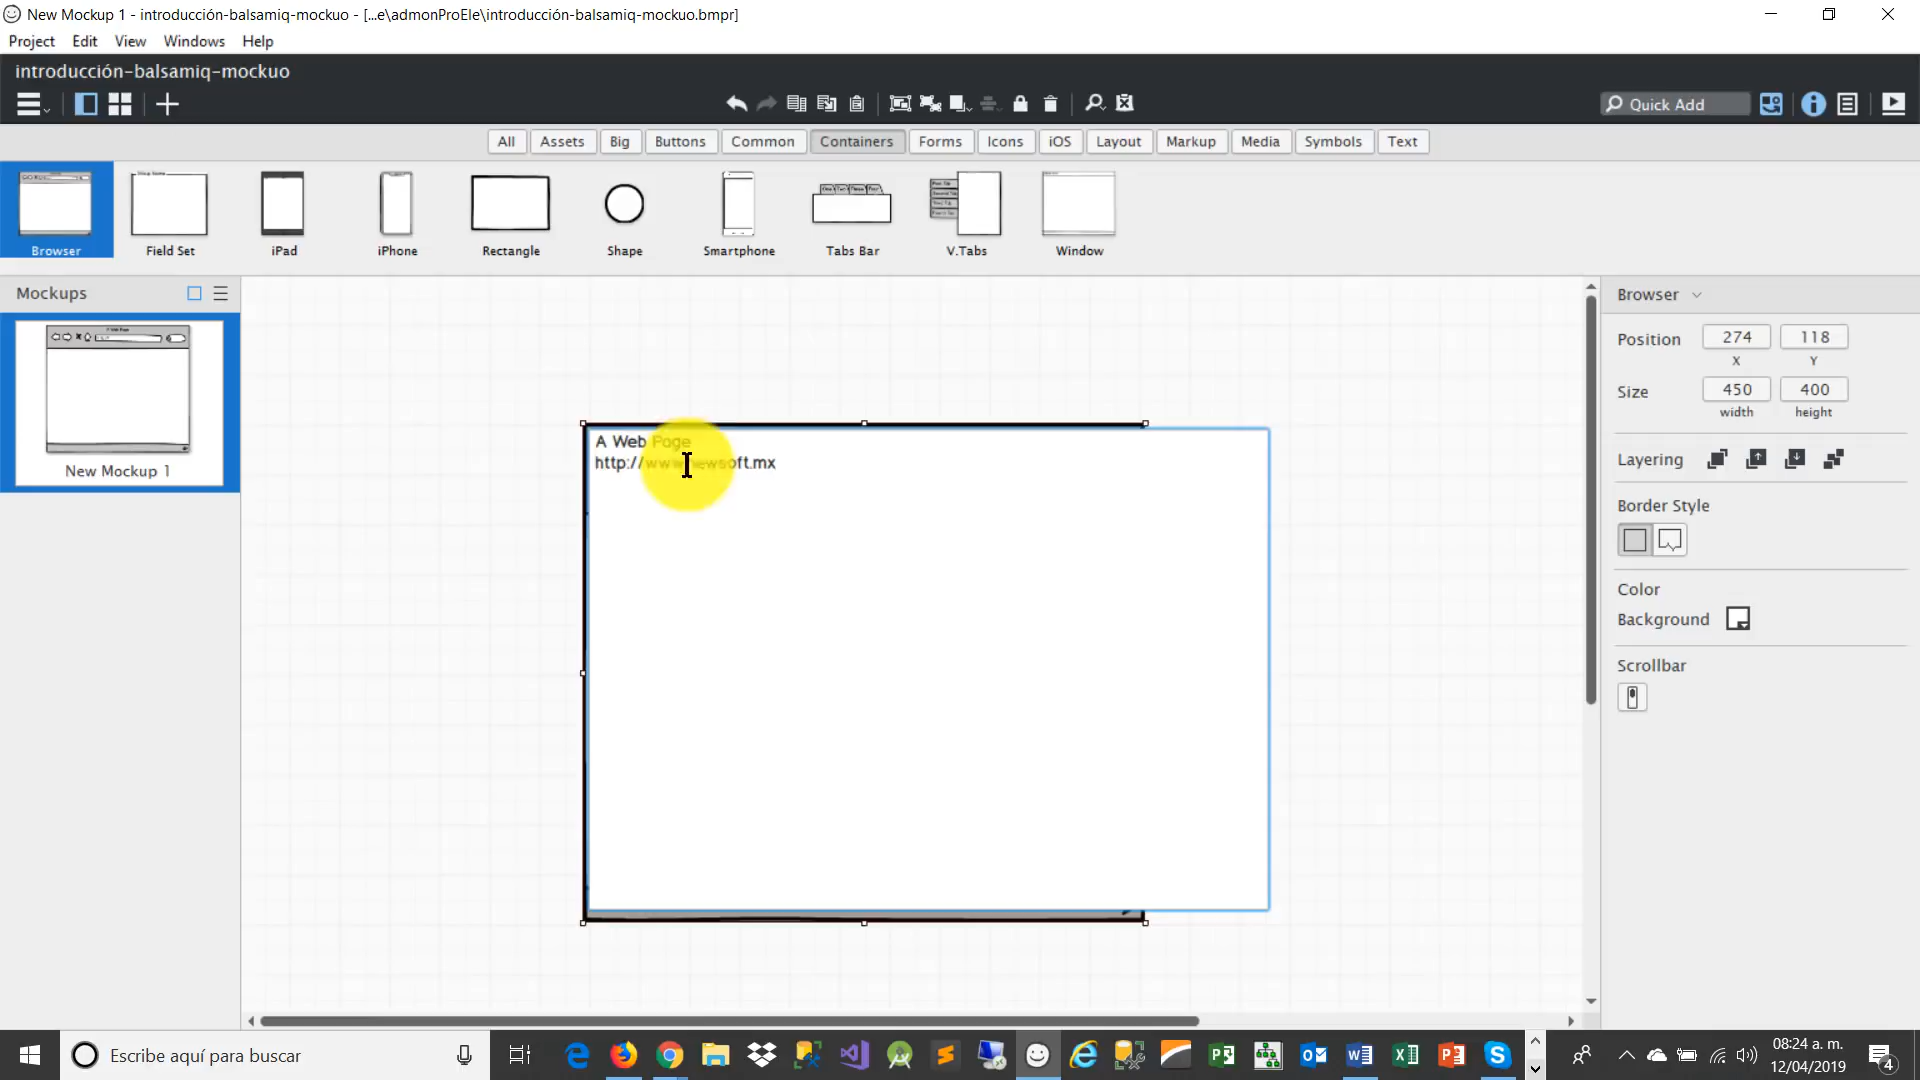 New Mockup 1 - introducción-balsamiq-mockuo - [...e\admonProEle\introducción-balsamiq-mockuo.bmpr]
Project Edit View Windows Help
introducción-balsamiq-mockuo
Quick Add
All Assets Big Buttons Common Containers Forms Icons iOS Layout Markup Media Symbols Text
Browser Field Set iPad iPhone Rectangle Shape Smartphone Tabs Bar V.Tabs Window
Mockups
New Mockup 1
A Web Page
http://www.newsoft.mx
Browser
Position 274 118
X Y
Size 450 400
width height
Layering
Border Style
Color
Background
Scrollbar
Escribe aquí para buscar
08:24 a. m.
12/04/2019
4